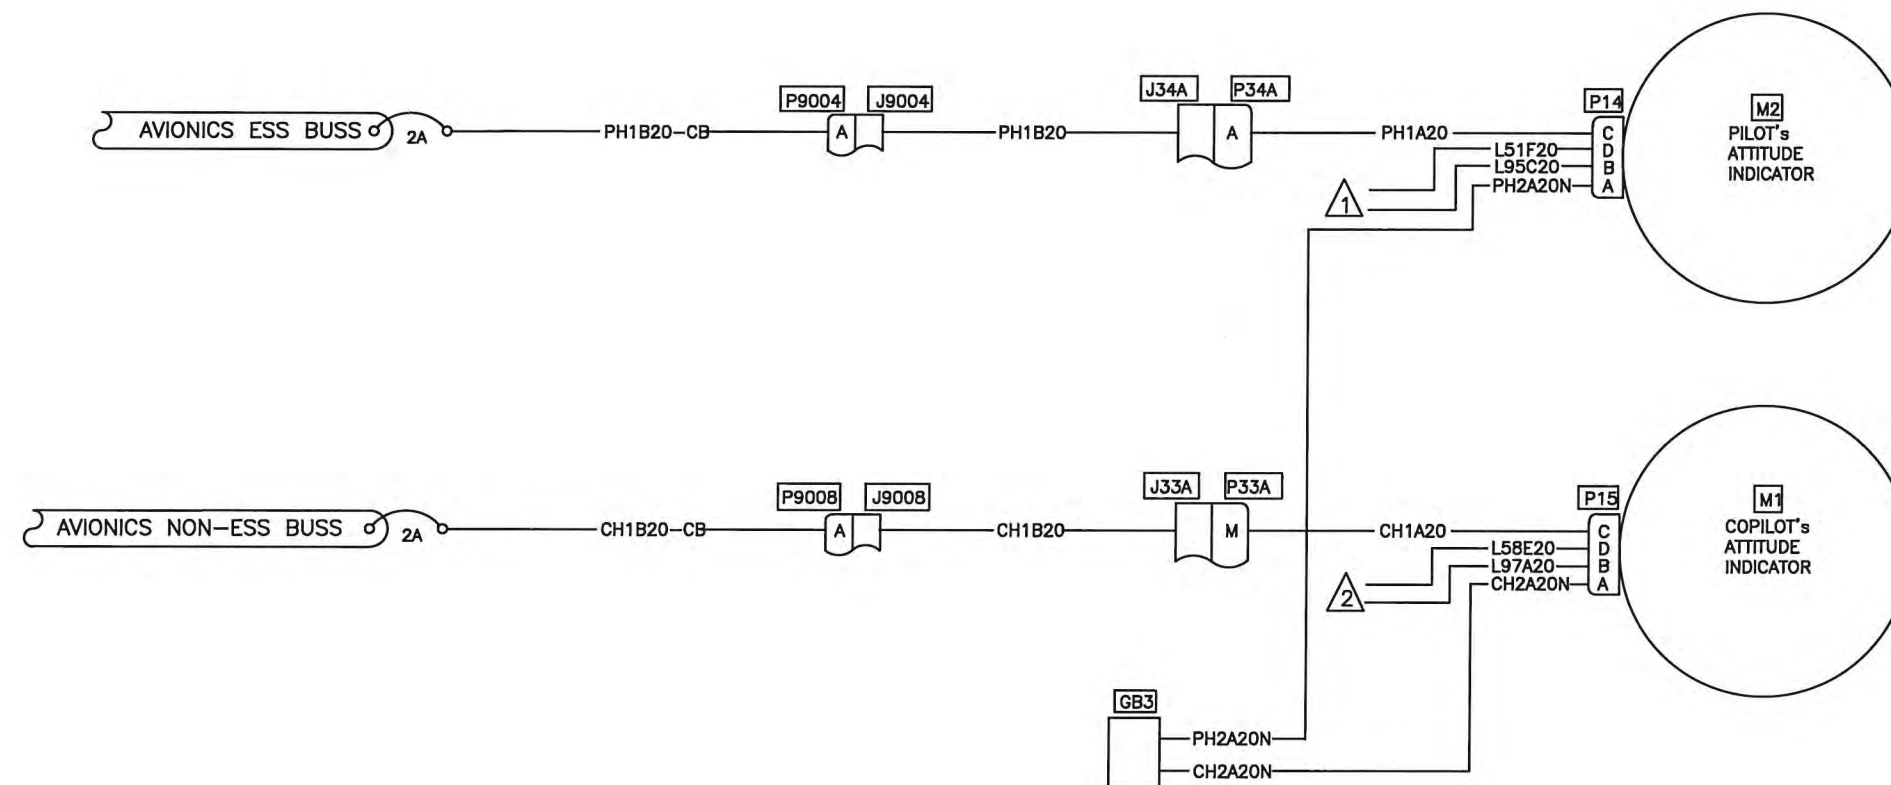 P9004
J9004
J34A
P34A
P14
M2
PILOT's
ATTITUDE
INDICATOR
AVIONICS ESS BUSS
2A
PH1B20-CB
A
PH1B20
A
PH1A20
C
L51F20
D
L95C20
B
PH2A20N
A
1
P9008
J9008
J33A
P33A
P15
M1
COPILOT's
ATTITUDE
INDICATOR
AVIONICS NON-ESS BUSS
2A
CH1B20-CB
A
CH1B20
M
CH1A20
C
L58E20
D
L97A20
B
CH2A20N
A
2
GB3
PH2A20N
CH2A20N